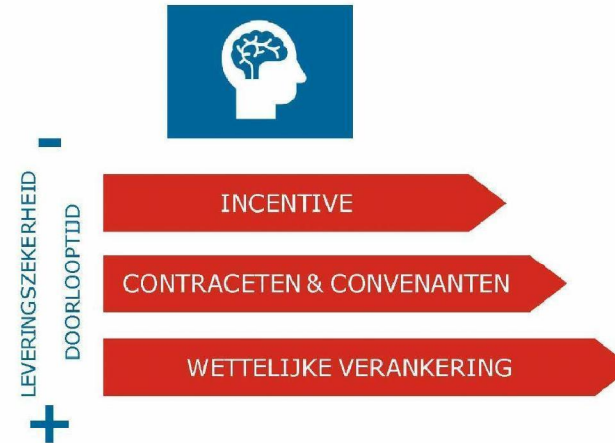 -
LEVERINGSZEKERHEID
DOORLOOPTIJD
INCENTIVE
CONTRACETEN & CONVENANTEN
WETTELIJKE VERANKERING
+